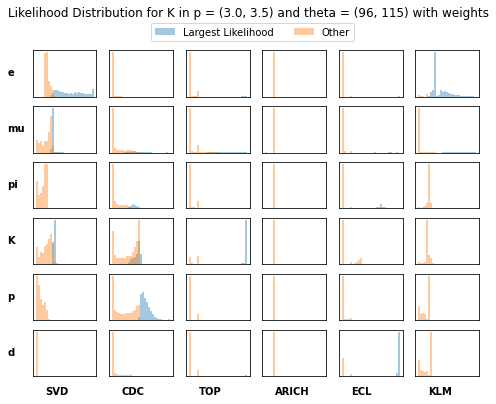 Likelihood Distribution for K in p = (3.0, 3.5) and theta = (96, 115) with weights
Largest Likelihood Other
e
mu
pi
K
p
d
SVD CDC TOP ARICH ECL KLM